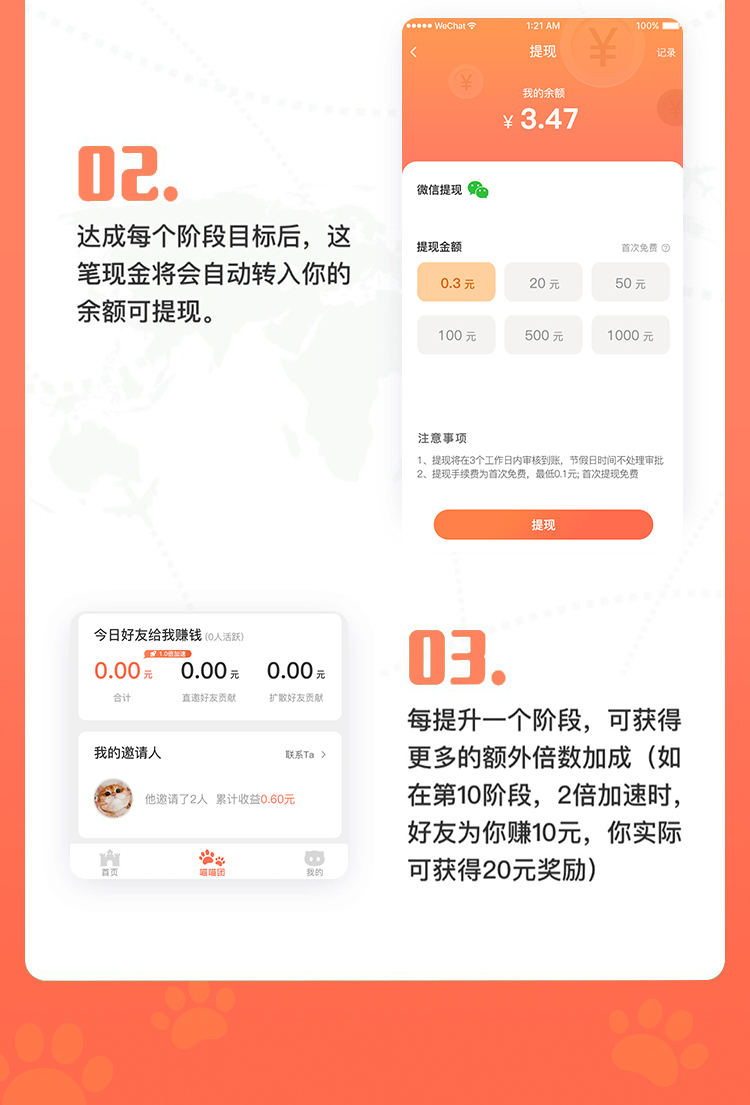 WeChat 1:21 AM 100%
提现 记录
我的余额
¥ 3.47
02.
达成每个阶段目标后，这
笔现金将会自动转入你的
余额可提现。
微信提现
提现金额 首次免费
0.3 元 20 元 50 元
100 元 500 元 1000 元
注意事项
1、提现将在3个工作日内审核到账，节假日时间不处理审批
2、提现手续费为首次免费，最低0.1元; 首次提现免费
提现
今日好友给我赚钱 (0人活跃)
1.0倍加速
0.00 元 0.00 元 0.00 元
合计 直邀好友贡献 扩散好友贡献
我的邀请人 联系Ta
他邀请了2人 累计收益0.60元
首页 喵喵团 我的
03.
每提升一个阶段，可获得
更多的额外倍数加成（如
在第10阶段，2倍加速时，
好友为你赚10元，你实际
可获得20元奖励）